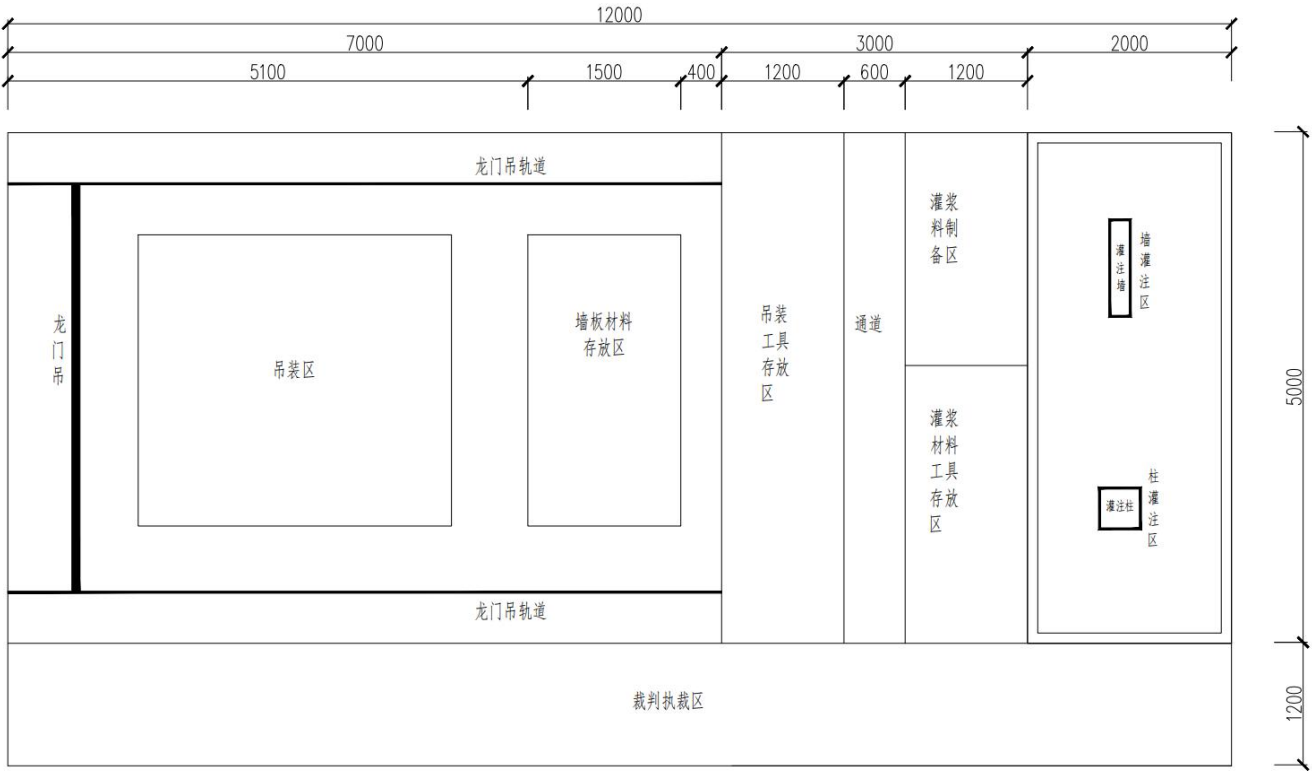 12000
7000
3000
2000
5100
1500
400
1200
600
1200
龙门吊轨道
龙门吊
吊装区
墙板材料
存放区
吊装
工具
存放
区
通道
灌浆
料制
备区
灌浆
材料
工具
存放
区
灌注墙
墙灌注区
灌注柱
柱灌注区
龙门吊轨道
裁判执裁区
5000
1200